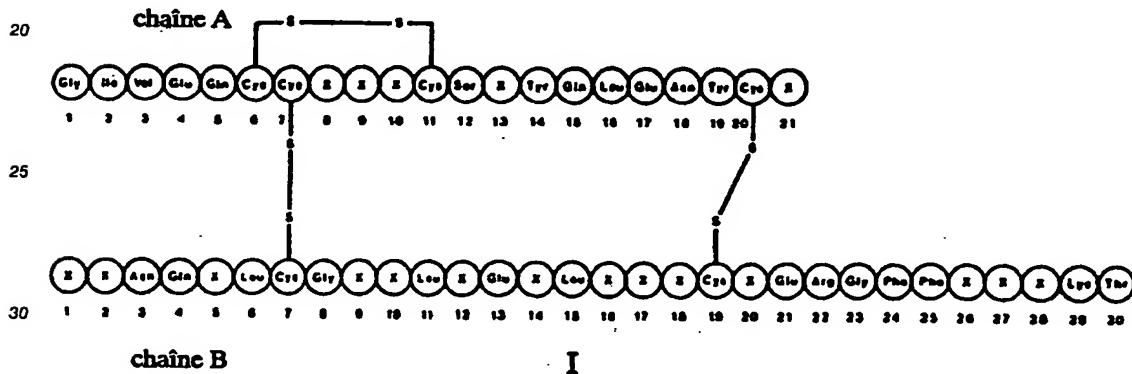 20 chaîne A S S
Gly Ile Val Glu Gln Cys Cys X X X Cys Ser X Tyr Gln Leu Glu Asn Tyr Cys X
1 2 3 4 5 6 7 8 9 10 11 12 13 14 15 16 17 18 19 20 21
S S
25
S S
X X Asn Gln X Leu Cys Gly X X Leu X Glu X Leu X X X Cys X Glu Arg Gly Phe Phe X X X Lys Thr
30 1 2 3 4 5 6 7 8 9 10 11 12 13 14 15 16 17 18 19 20 21 22 23 24 25 26 27 28 29 30
chaîne B I